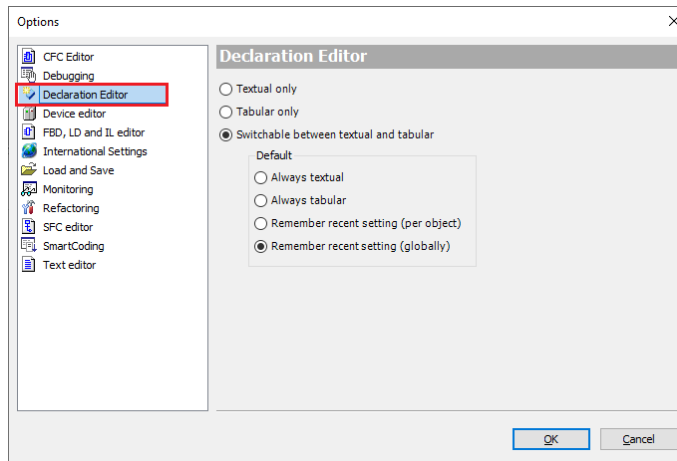 Options
CFC Editor
Debugging
Declaration Editor
Device editor
FBD, LD and IL editor
International Settings
Load and Save
Monitoring
Refactoring
SFC editor
SmartCoding
Text editor
Declaration Editor
Textual only
Tabular only
Switchable between textual and tabular
Default
Always textual
Always tabular
Remember recent setting (per object)
Remember recent setting (globally)
OK
Cancel